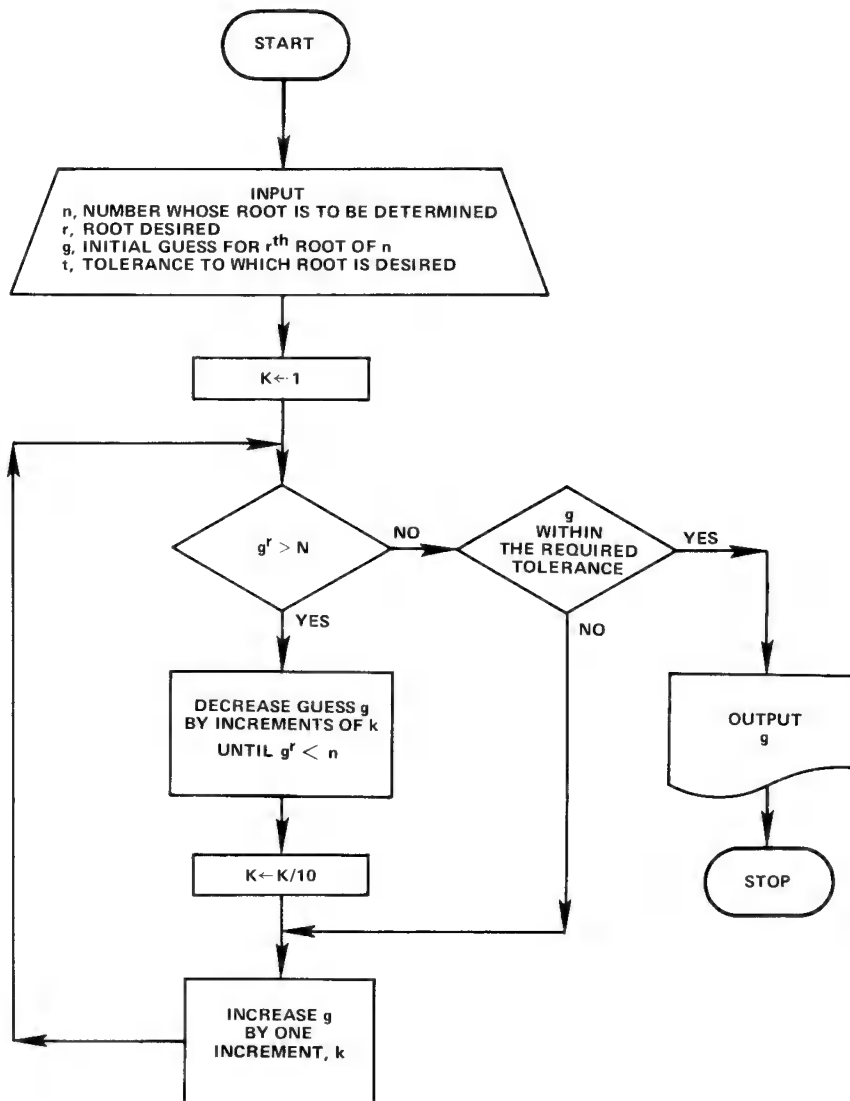 START
INPUT
n, NUMBER WHOSE ROOT IS TO BE DETERMINED
r, ROOT DESIRED
g, INITIAL GUESS FOR rth ROOT OF n
t, TOLERANCE TO WHICH ROOT IS DESIRED
K←1
gr > N
NO
g
WITHIN
THE REQUIRED
TOLERANCE
YES
YES
NO
DECREASE GUESS g
BY INCREMENTS OF k
UNTIL gr < n
OUTPUT
g
K←K/10
STOP
INCREASE g
BY ONE
INCREMENT, k